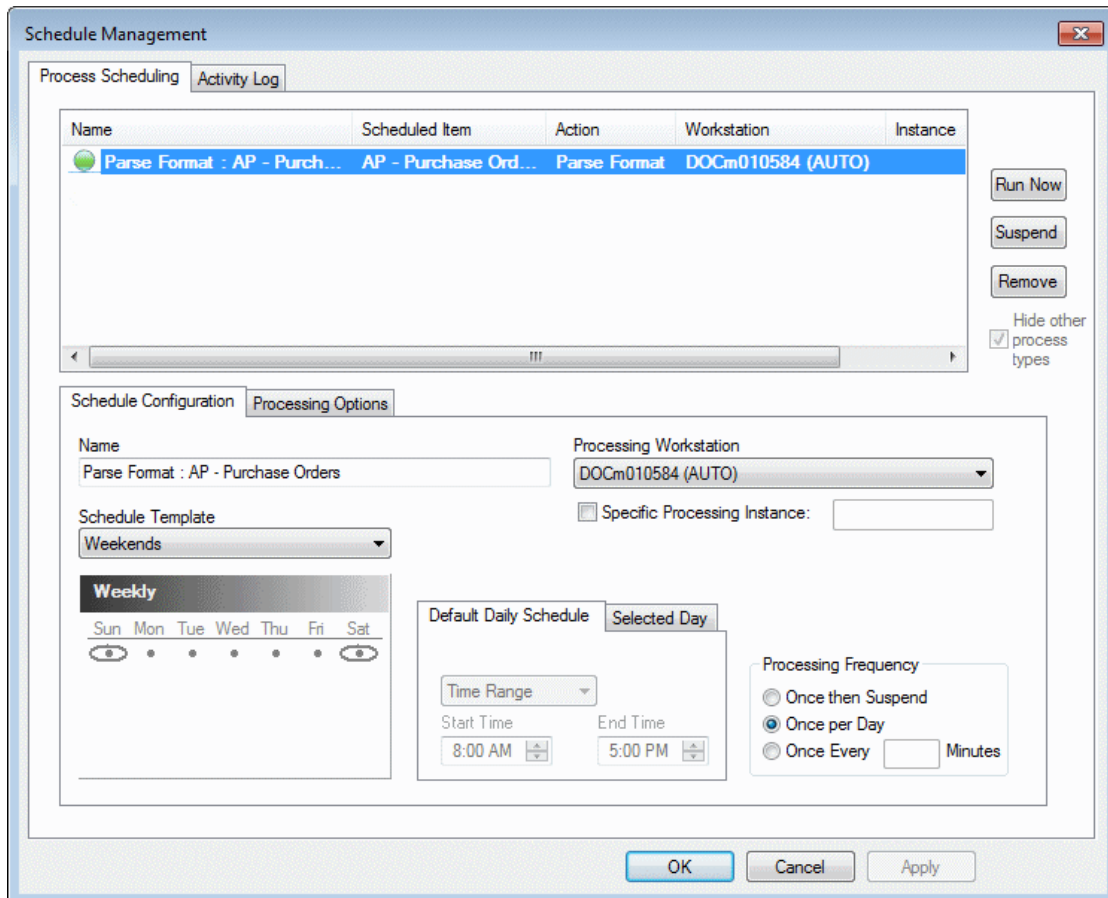 Schedule Management
Process Scheduling Activity Log
Name Scheduled Item Action Workstation Instance
Parse Format : AP - Purch... AP - Purchase Ord... Parse Format DOCm010584 (AUTO)
Run Now
Suspend
Remove
Hide other
process
types
Schedule Configuration Processing Options
Name Processing Workstation
Parse Format : AP - Purchase Orders DOCm010584 (AUTO)
Specific Processing Instance:
Schedule Template
Weekends
Weekly
Sun Mon Tue Wed Thu Fri Sat
Default Daily Schedule Selected Day
Time Range
Start Time End Time
8:00 AM 5:00 PM
Processing Frequency
Once then Suspend
Once per Day
Once Every Minutes
OK Cancel Apply